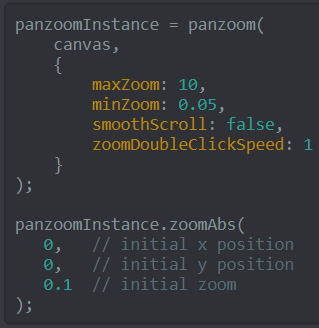 panzoomInstance = panzoom(
    canvas,
    {
        maxZoom: 10,
        minZoom: 0.05,
        smoothScroll: false,
        zoomDoubleClickSpeed: 1
    }
);

panzoomInstance.zoomAbs(
   0,   // initial x position
   0,   // initial y position
   0.1  // initial zoom
);